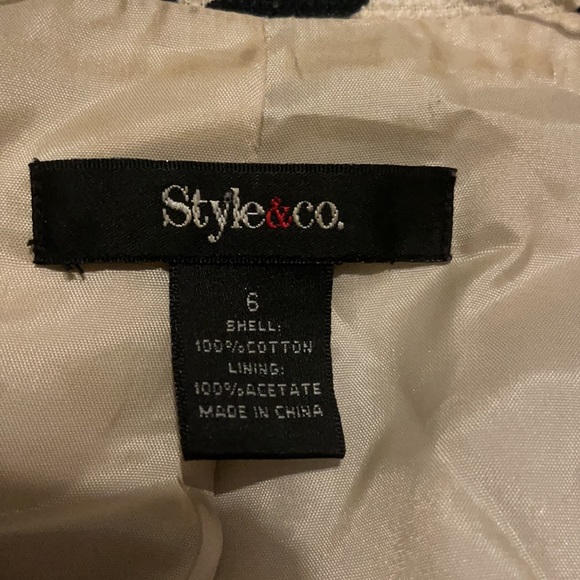 Style&co.
6
SHELL:
100%COTTON
LINING:
100%ACETATE
MADE IN CHINA